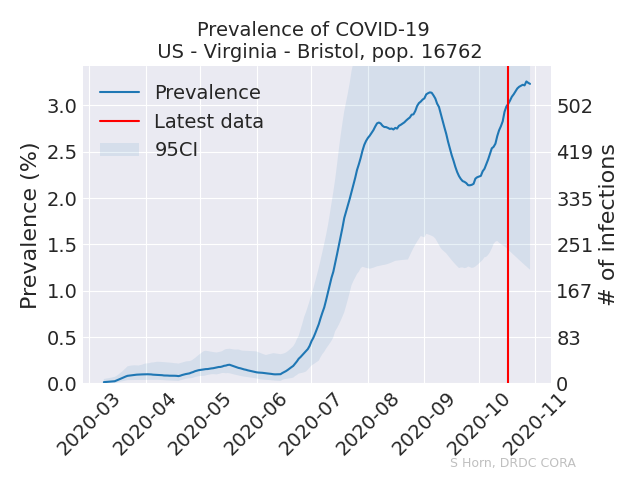 Prevalence of COVID-19
US - Virginia - Bristol, pop. 16762
Prevalence
Latest data
95CI
Prevalence (%)
3.0
2.5
2.0
1.5
1.0
0.5
0.0
502
419
335
251
167
83
0
# of infections
2020-03
2020-04
2020-05
2020-06
2020-07
2020-08
2020-09
2020-10
2020-11
S Horn, DRDC CORA